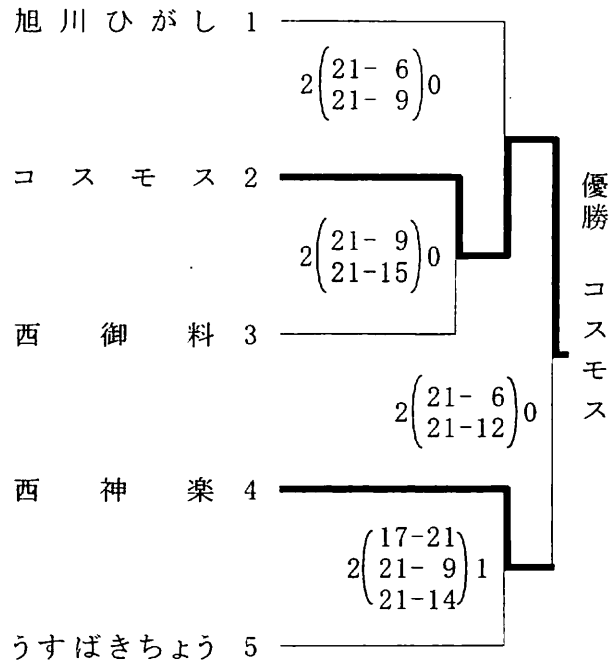 旭川ひがし 1
2(21- 6
21- 9)0
コスモス 2
2(21- 9
21-15)0
西御料 3
2(21- 6
21-12)0
西神楽 4
2(17-21
21- 9
21-14)1
うすばきちょう 5
優勝 コスモス